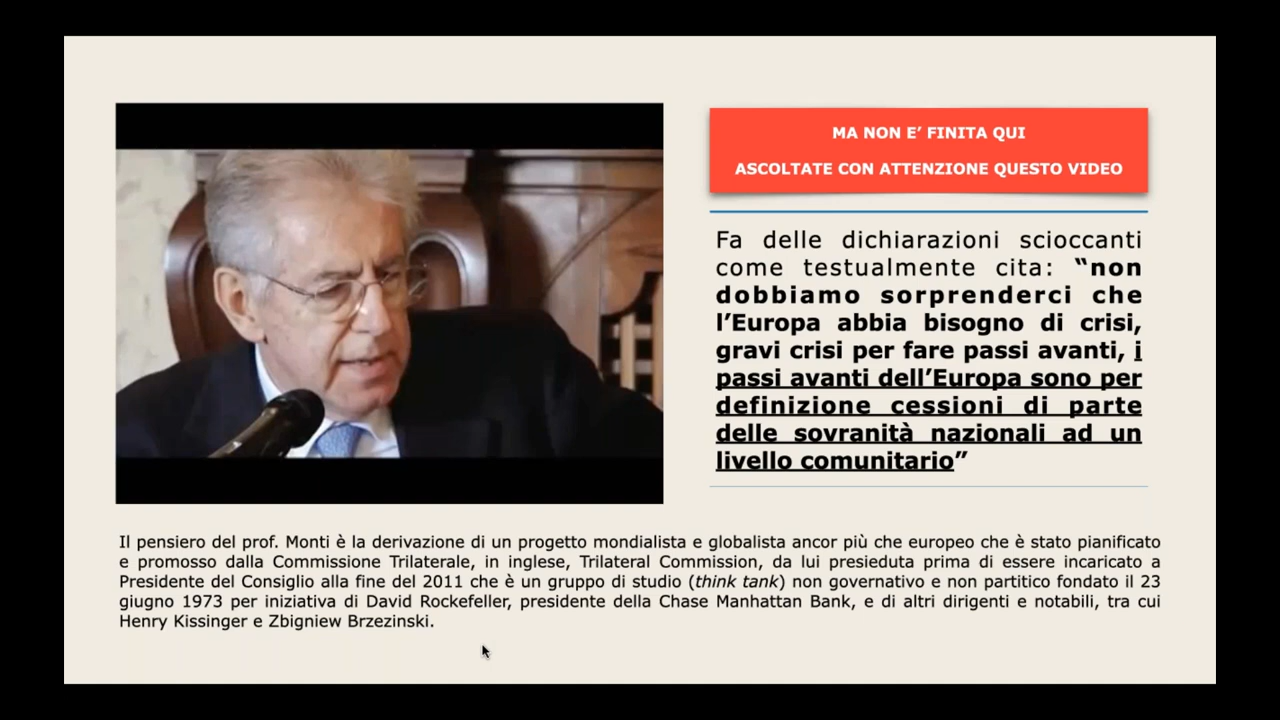 MA NON E’ FINITA QUI
ASCOLTATE CON ATTENZIONE QUESTO VIDEO
Fa delle dichiarazioni scioccanti
come testualmente cita: “non
dobbiamo sorprenderci che
l’Europa abbia bisogno di crisi,
gravi crisi per fare passi avanti, i
passi avanti dell’Europa sono per
definizione cessioni di parte
delle sovranità nazionali ad un
livello comunitario”
Il pensiero del prof. Monti è la derivazione di un progetto mondialista e globalista ancor più che europeo che è stato pianificato
e promosso dalla Commissione Trilaterale, in inglese, Trilateral Commission, da lui presieduta prima di essere incaricato a
Presidente del Consiglio alla fine del 2011 che è un gruppo di studio (think tank) non governativo e non partitico fondato il 23
giugno 1973 per iniziativa di David Rockefeller, presidente della Chase Manhattan Bank, e di altri dirigenti e notabili, tra cui
Henry Kissinger e Zbigniew Brzezinski.